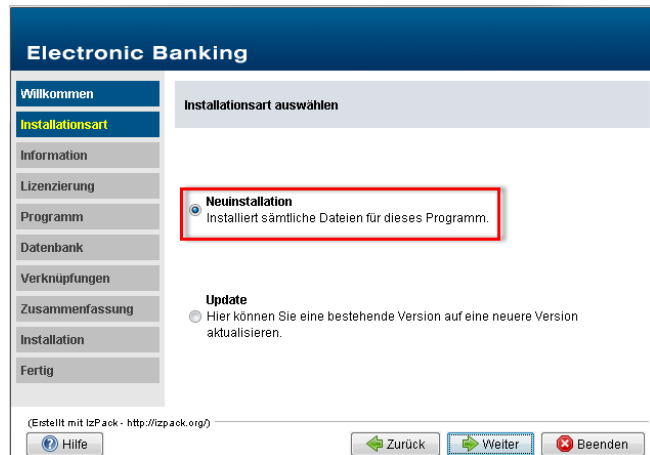 Electronic Banking
Willkommen
Installationsart
Information
Lizenzierung
Programm
Datenbank
Verknüpfungen
Zusammenfassung
Installation
Fertig
Installationsart auswählen
Neuinstallation
Installiert sämtliche Dateien für dieses Programm.
Update
Hier können Sie eine bestehende Version auf eine neuere Version
aktualisieren.
(Erstellt mit IzPack - http://izpack.org/)
Hilfe
Zurück
Weiter
Beenden